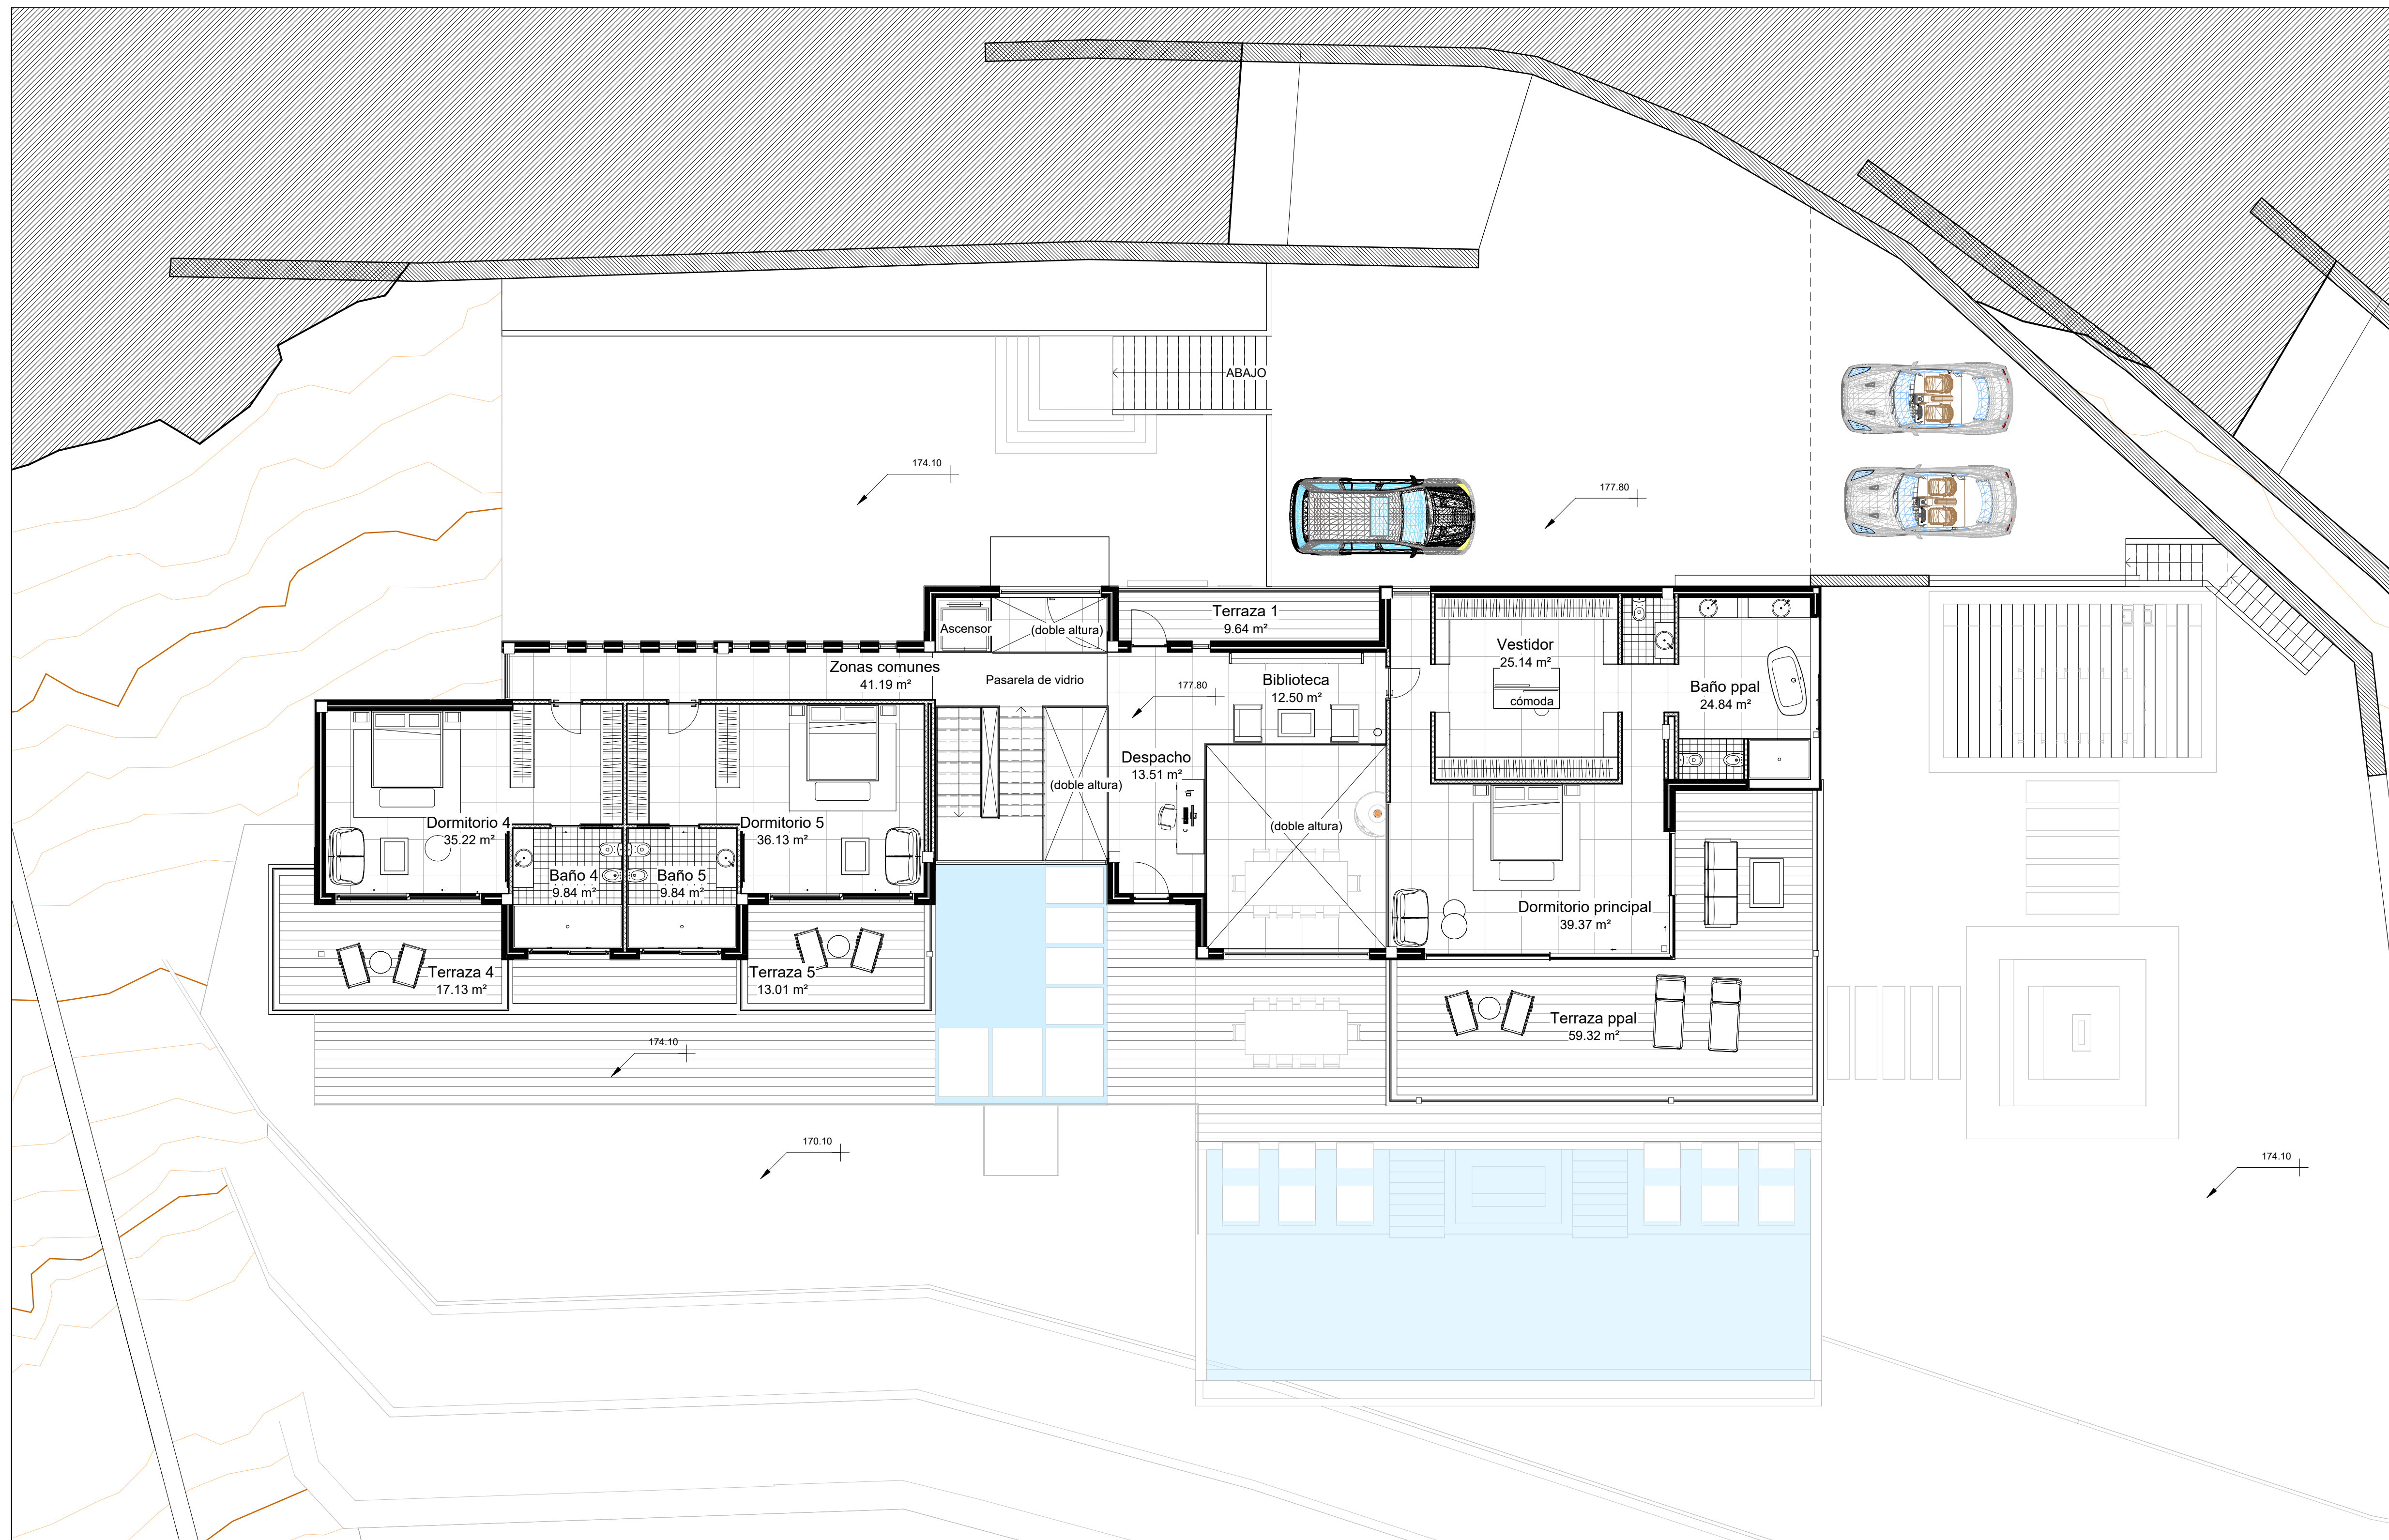 ABAJO
174.10
177.80
Ascensor
(doble altura)
Terraza 1
9.64 m²
Zonas comunes
41.19 m²
Pasarela de vidrio
177.80
Biblioteca
12.50 m²
Vestidor
25.14 m²
cómoda
Baño ppal
24.84 m²
Despacho
13.51 m²
(doble altura)
(doble altura)
Dormitorio 4
35.22 m²
Dormitorio 5
36.13 m²
Baño 4
9.84 m²
Baño 5
9.84 m²
Dormitorio principal
39.37 m²
Terraza 4
17.13 m²
Terraza 5
13.01 m²
Terraza ppal
59.32 m²
174.10
170.10
174.10